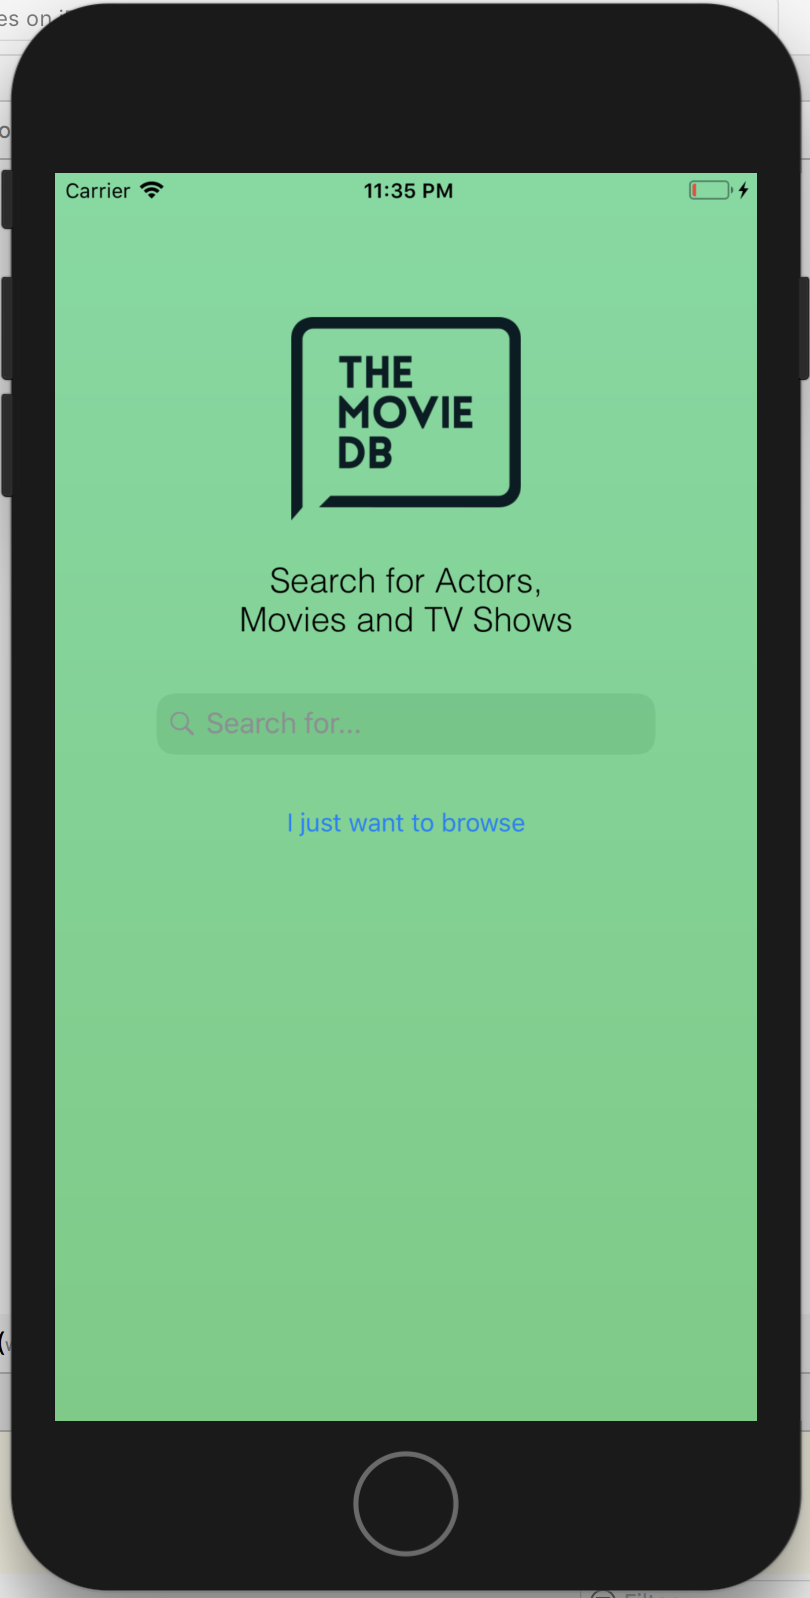 es on
Carrier
11:35 PM
THE
MOVIE
DB
Search for Actors,
Movies and TV Shows
Search for...
I just want to browse